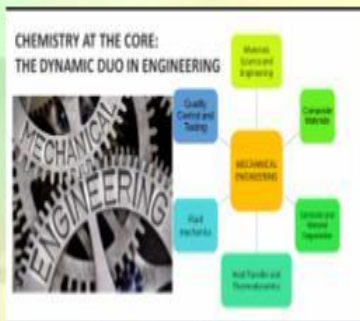 CHEMISTRY AT THE CORE:
THE DYNAMIC DUO IN ENGINEERING
Materials
Science and
Engineering
Quality
Control and
Testing
Composite
Materials
MECHANICAL
ENGINEERING
MECHANICAL
ENGINEERING
Fluid
mechanics
Heat Transfer and
Thermodynamics